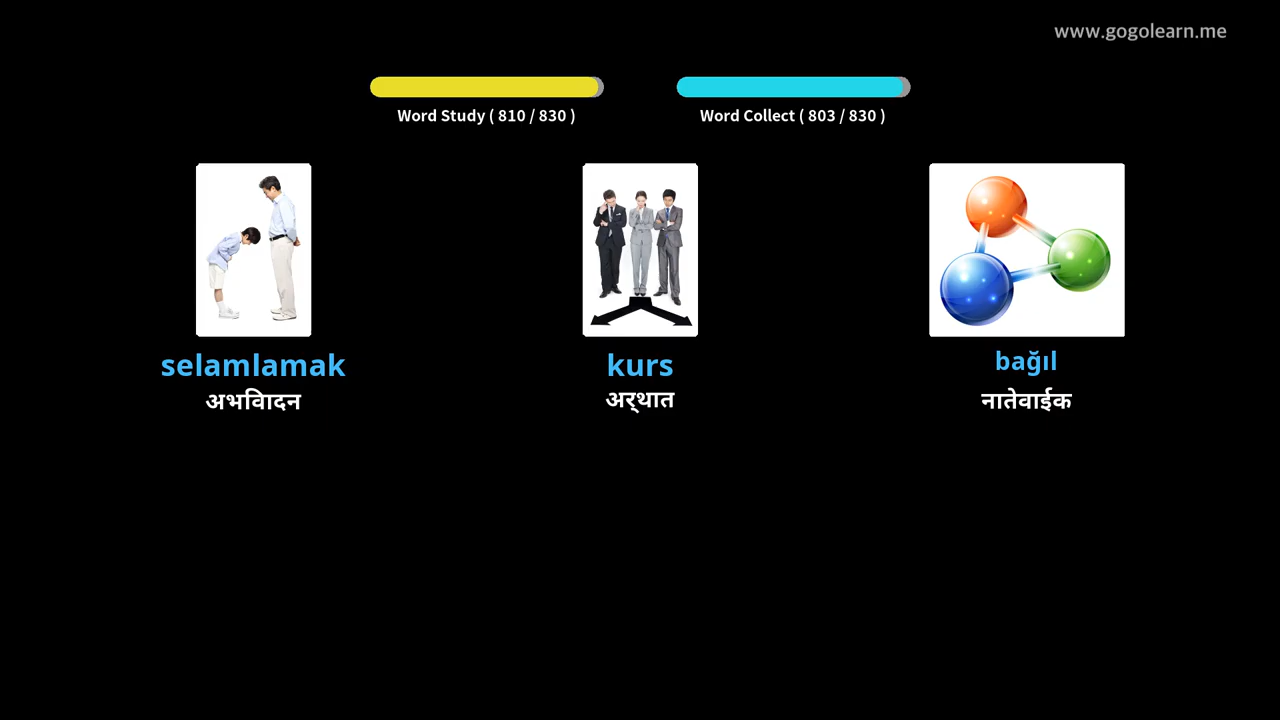 www.gogolearn.me
Word Study ( 810 / 830 )
Word Collect ( 803 / 830 )
selamlamak
kurs
bağıl
अभिवादन
अर्थात
नातेवाईक